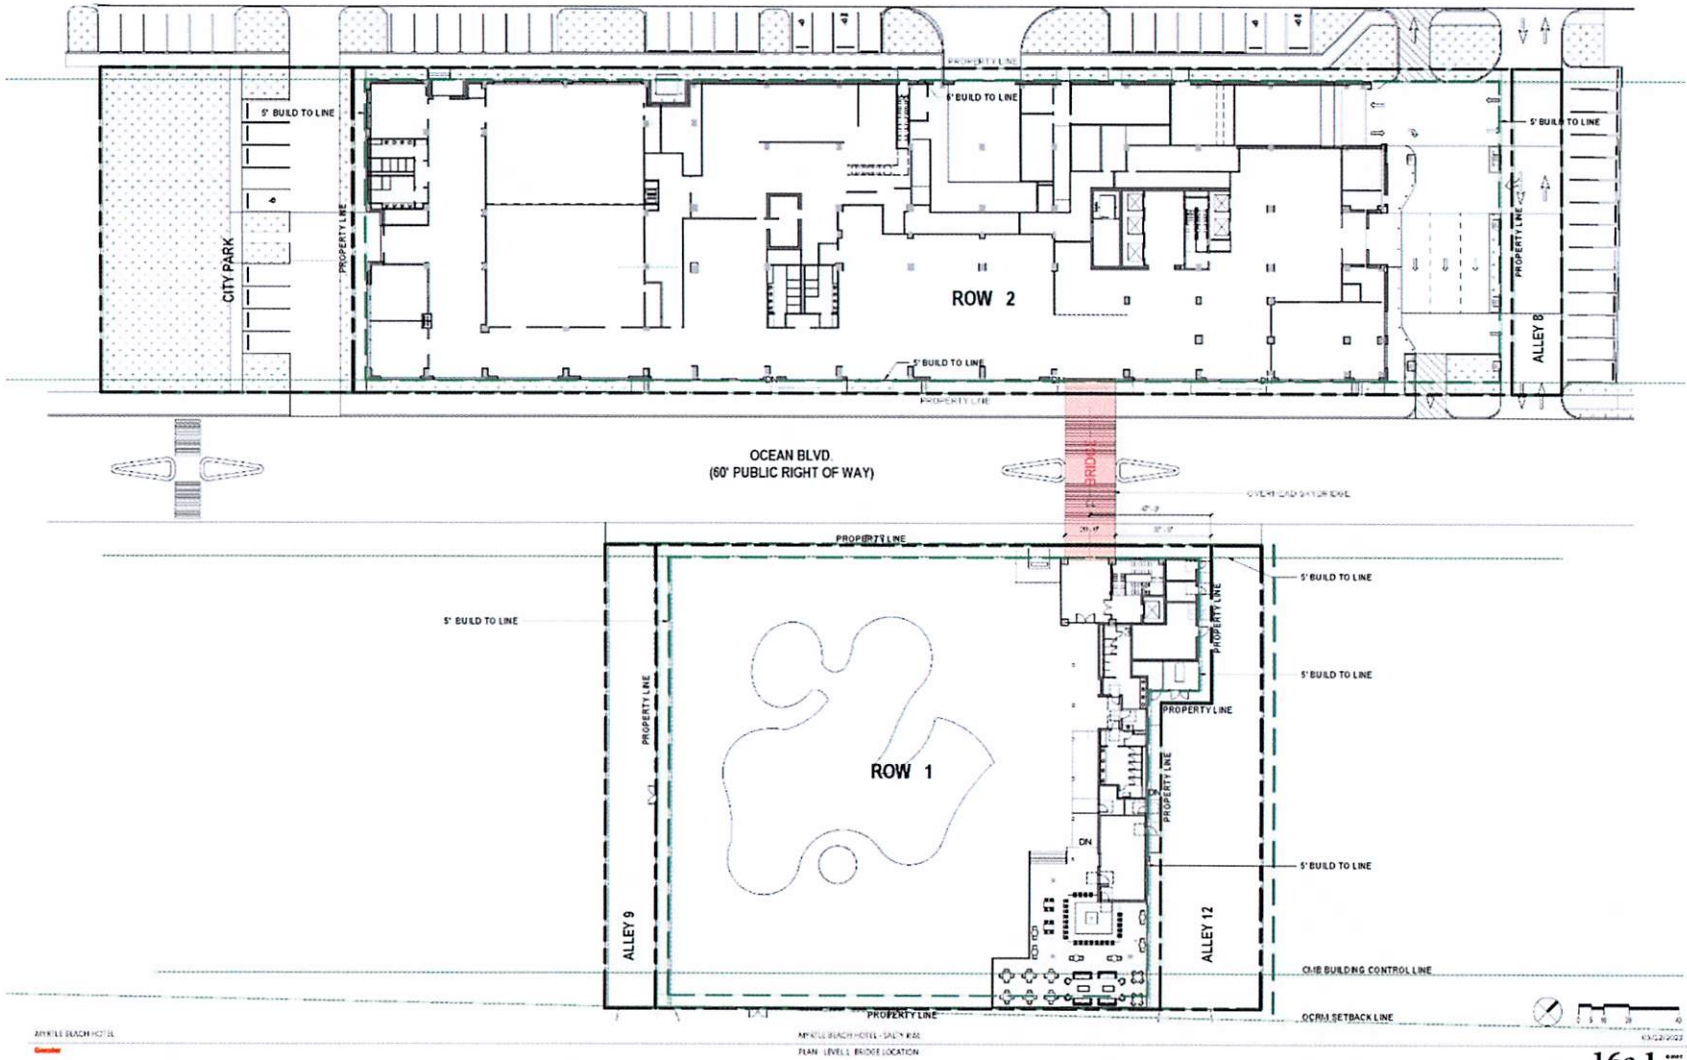 PROPERTY LINE
5' BUILD TO LINE
5' BUILD TO LINE
5' BUILD TO LINE
PROPERTY LINE
PROPERTY LINE
CITY PARK
ROW 2
ALLEY 8
5' BUILD TO LINE
PROPERTY LINE
OCEAN BLVD.
(60' PUBLIC RIGHT OF WAY)
BRIDGE
OVERHEAD SKYBRIDGE
PROPERTY LINE
5' BUILD TO LINE
5' BUILD TO LINE
PROPERTY LINE
5' BUILD TO LINE
PROPERTY LINE
PROPERTY LINE
PROPERTY LINE
ROW 1
DN
5' BUILD TO LINE
ALLEY 9
ALLEY 12
CMB BUILDING CONTROL LINE
PROPERTY LINE
OCRM SETBACK LINE
MYRTLE BEACH HOTEL
Gensler
PLAN - LEVEL 1 BRIDGE LOCATION